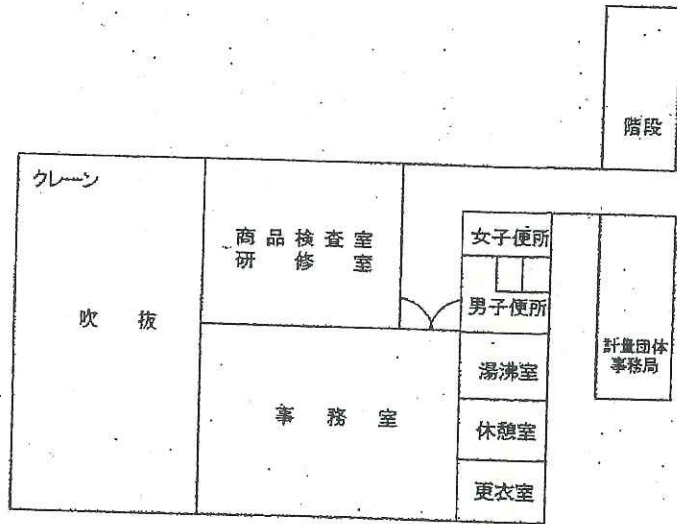 階段
クレーン
商品検査室
研修室
女子便所
男子便所
吹抜
計量団体
事務局
湯沸室
事務室
休憩室
更衣室